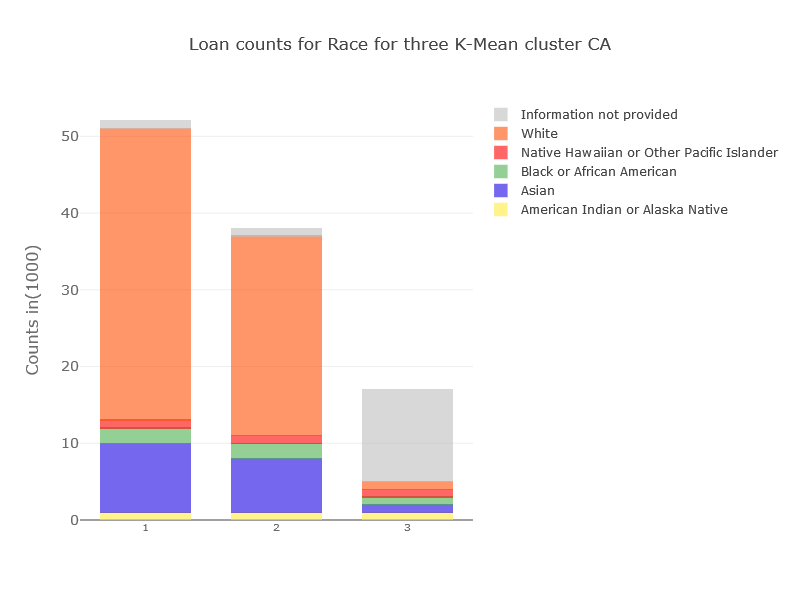 Loan counts for Race for three K-Mean cluster CA
Information not provided
White
Native Hawaiian or Other Pacific Islander
Black or African American
Asian
American Indian or Alaska Native
Counts in(1000)
50
40
30
20
10
0
1
2
3